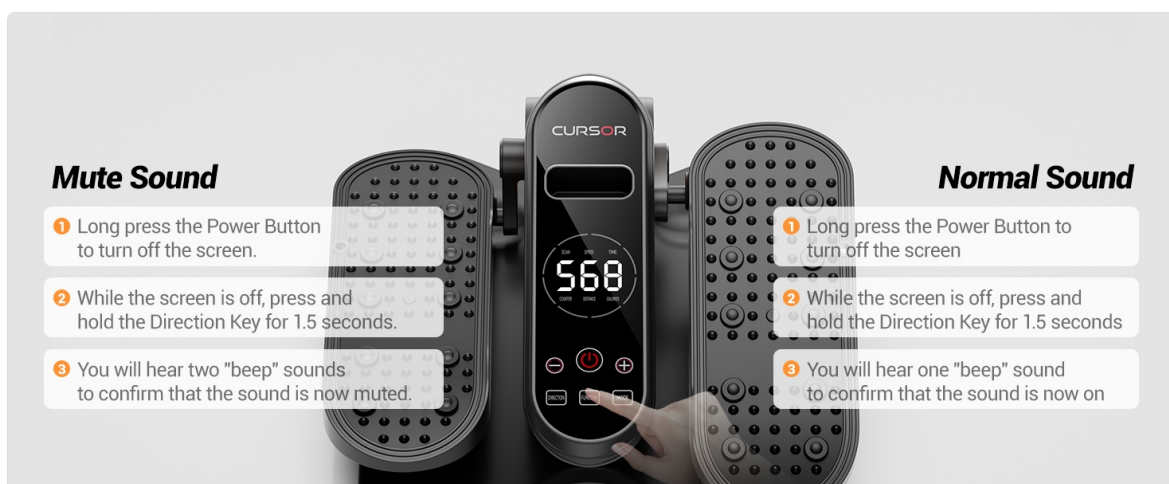 CURSOR
Mute Sound
1 Long press the Power Button
to turn off the screen.
2 While the screen is off, press and
hold the Direction Key for 1.5 seconds.
3 You will hear two "beep" sounds
to confirm that the sound is now muted.
SCAN SPEED TIME
568
COUNTER DISTANCE CALORIES
DIRECTION
MODE
Normal Sound
1 Long press the Power Button to
turn off the screen
2 While the screen is off, press and
hold the Direction Key for 1.5 seconds
3 You will hear one "beep" sound
to confirm that the sound is now on